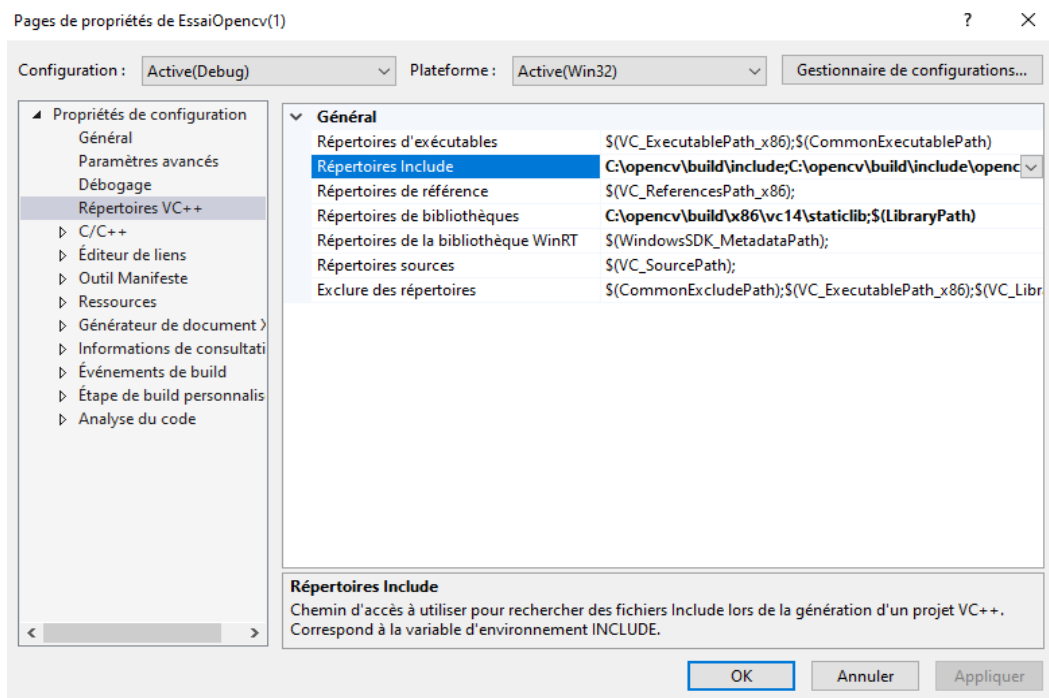 Pages de propriétés de EssaiOpencv(1)
Configuration : Active(Debug) Plateforme : Active(Win32) Gestionnaire de configurations...
Propriétés de configuration
Général
Paramètres avancés
Débogage
Répertoires VC++
C/C++
Éditeur de liens
Outil Manifeste
Ressources
Générateur de document X
Informations de consultati
Événements de build
Étape de build personnalis
Analyse du code
Général
Répertoires d'exécutables $(VC_ExecutablePath_x86);$(CommonExecutablePath)
Répertoires Include C:\opencv\build\include;C:\opencv\build\include\openc
Répertoires de référence $(VC_ReferencesPath_x86);
Répertoires de bibliothèques C:\opencv\build\x86\vc14\staticlib;$(LibraryPath)
Répertoires de la bibliothèque WinRT $(WindowsSDK_MetadataPath);
Répertoires sources $(VC_SourcePath);
Exclure des répertoires $(CommonExcludePath);$(VC_ExecutablePath_x86);$(VC_Libr
Répertoires Include
Chemin d'accès à utiliser pour rechercher des fichiers Include lors de la génération d'un projet VC++.
Correspond à la variable d'environnement INCLUDE.
OK Annuler Appliquer